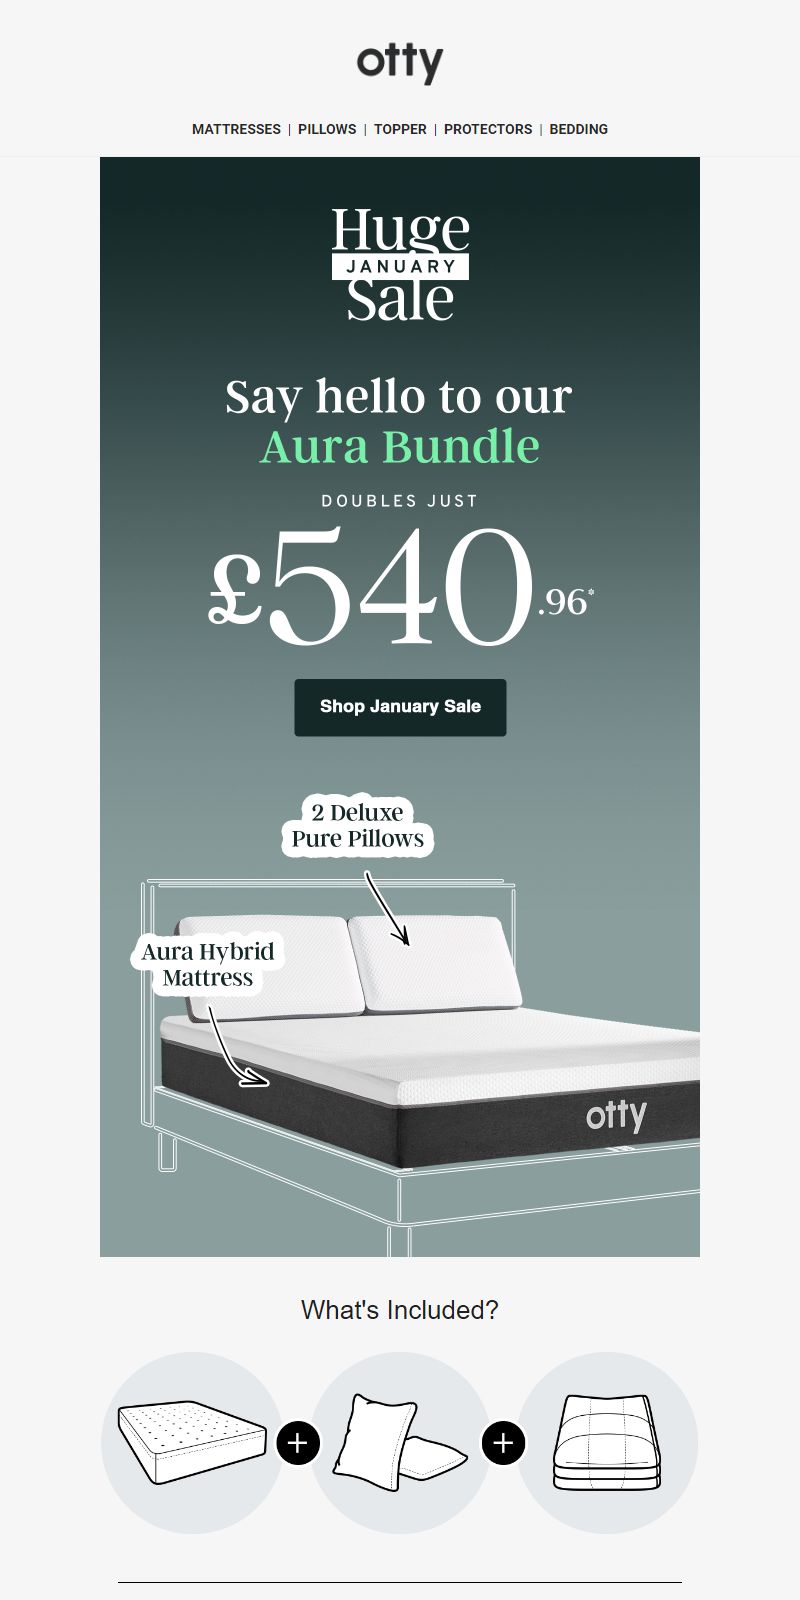 otty
MATTRESSES | PILLOWS | TOPPER | PROTECTORS | BEDDING
Huge
JANUARY
Sale
Say hello to our
Aura Bundle
DOUBLES JUST
£540.96*
Shop January Sale
2 Deluxe
Pure Pillows
Aura Hybrid
Mattress
otty
What's Included?